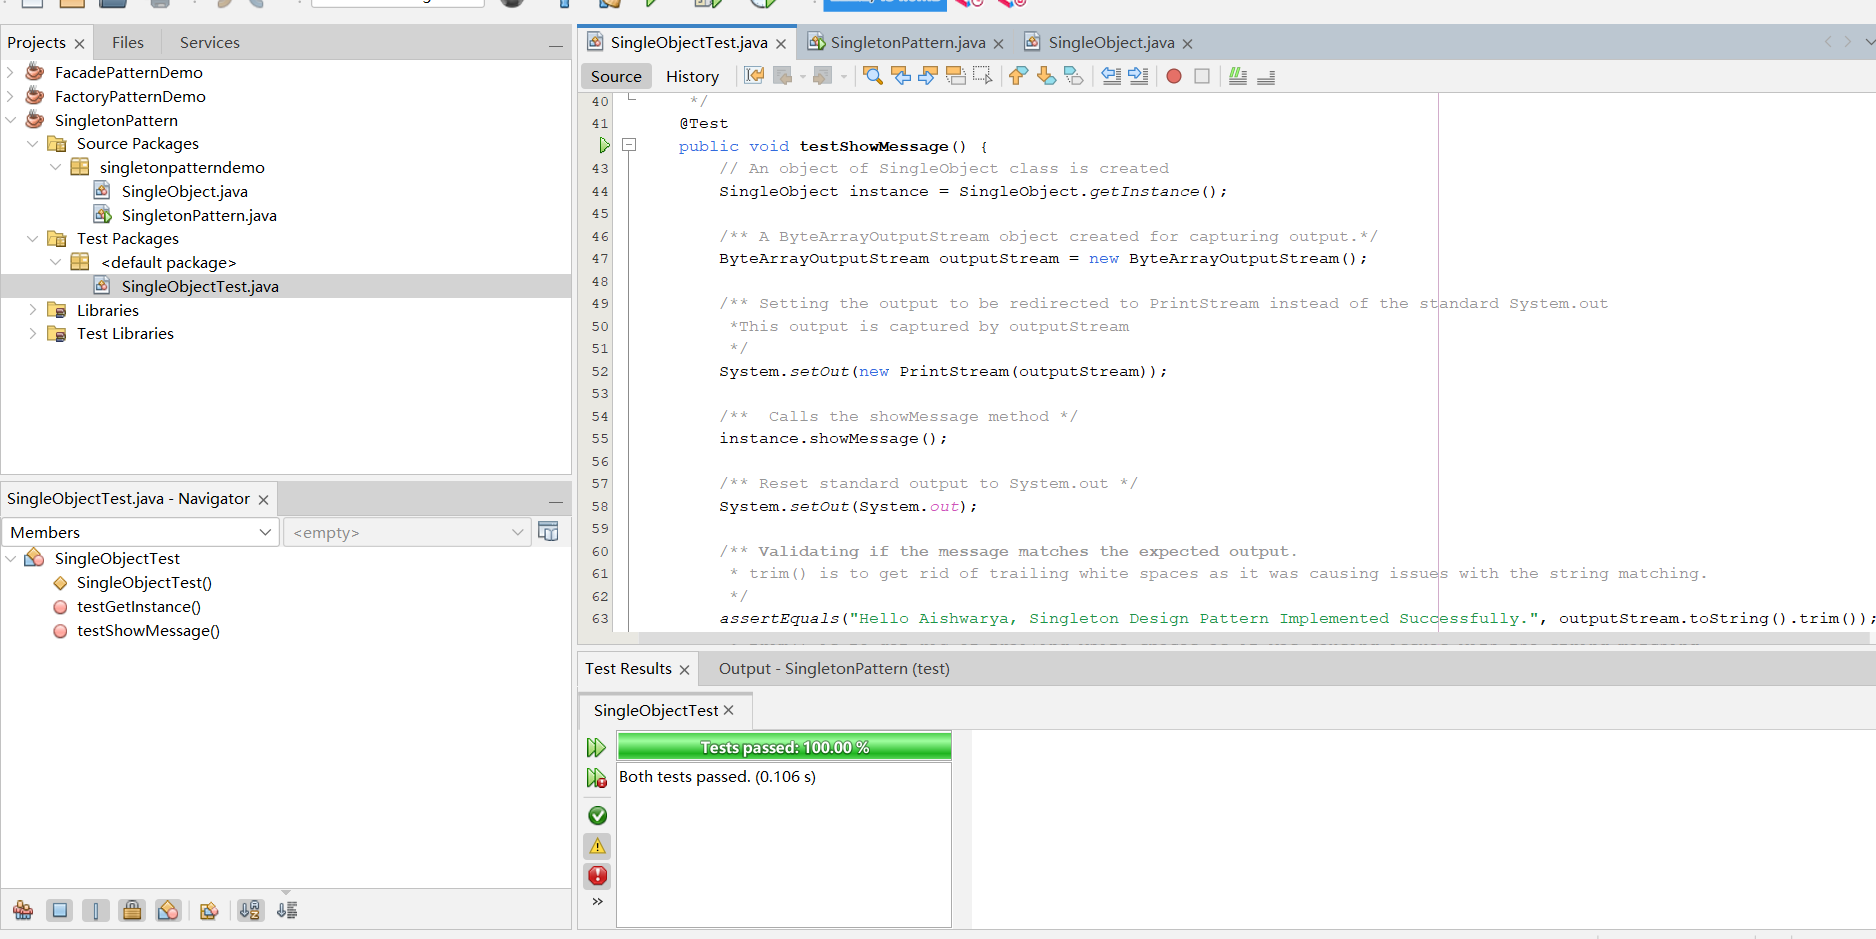 Projects
Files
Services
FacadePatternDemo
FactoryPatternDemo
SingletonPattern
Source Packages
singletonpatterndemo
SingleObject.java
SingletonPattern.java
Test Packages
<default package>
SingleObjectTest.java
Libraries
Test Libraries
SingleObjectTest.java - Navigator
Members
<empty>
SingleObjectTest
SingleObjectTest()
testGetInstance()
testShowMessage()
SingleObjectTest.java
SingletonPattern.java
SingleObject.java
Source
History
40 */
41 @Test
public void testShowMessage() {
43 // An object of SingleObject class is created
44 SingleObject instance = SingleObject.getInstance();
45
46 /** A ByteArrayOutputStream object created for capturing output.*/
47 ByteArrayOutputStream outputStream = new ByteArrayOutputStream();
48
49 /** Setting the output to be redirected to PrintStream instead of the standard System.out
50 *This output is captured by outputStream
51 */
52 System.setOut(new PrintStream(outputStream));
53
54 /**  Calls the showMessage method */
55 instance.showMessage();
56
57 /** Reset standard output to System.out */
58 System.setOut(System.out);
59
60 /** Validating if the message matches the expected output.
61 * trim() is to get rid of trailing white spaces as it was causing issues with the string matching.
62 */
63 assertEquals("Hello Aishwarya, Singleton Design Pattern Implemented Successfully.", outputStream.toString().trim());
Test Results
Output - SingletonPattern (test)
SingleObjectTest
Tests passed: 100.00 %
Both tests passed. (0.106 s)